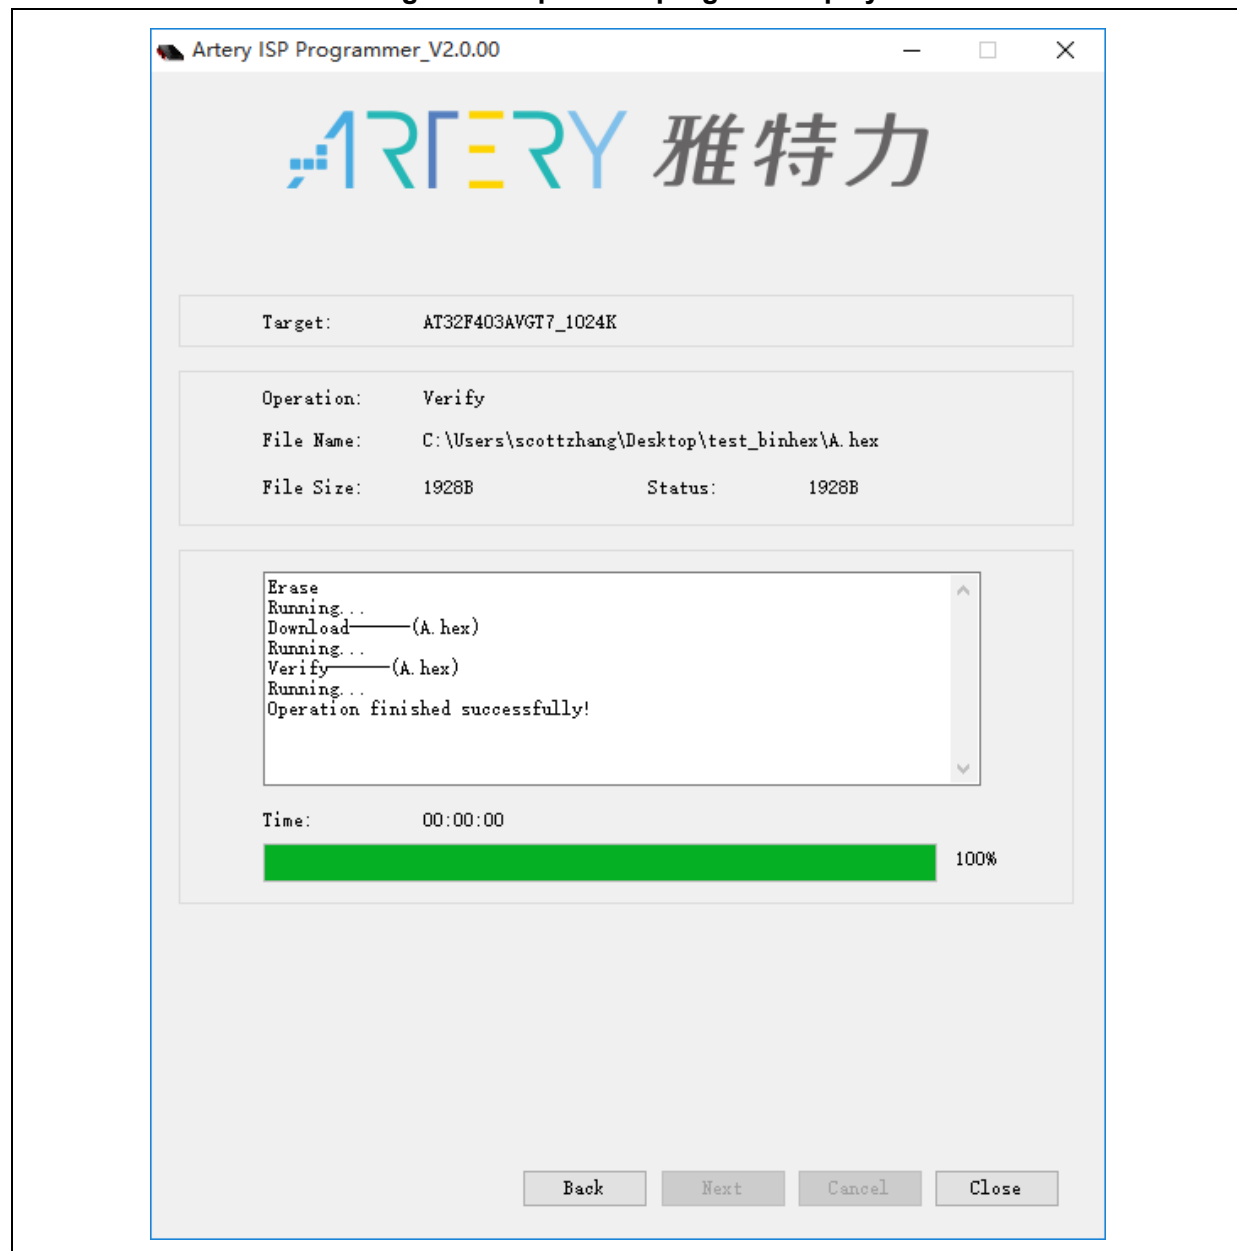 Artery ISP Programmer_V2.0.00
ARTERY 雅特力
Target: AT32F403AVGT7_1024K
Operation: Verify
File Name: C:\Users\scottzhang\Desktop\test_binhex\A.hex
File Size: 1928B Status: 1928B
Erase
Running...
Download———(A.hex)
Running...
Verify———(A.hex)
Running...
Operation finished successfully!
Time: 00:00:00
100%
Back Next Cancel Close